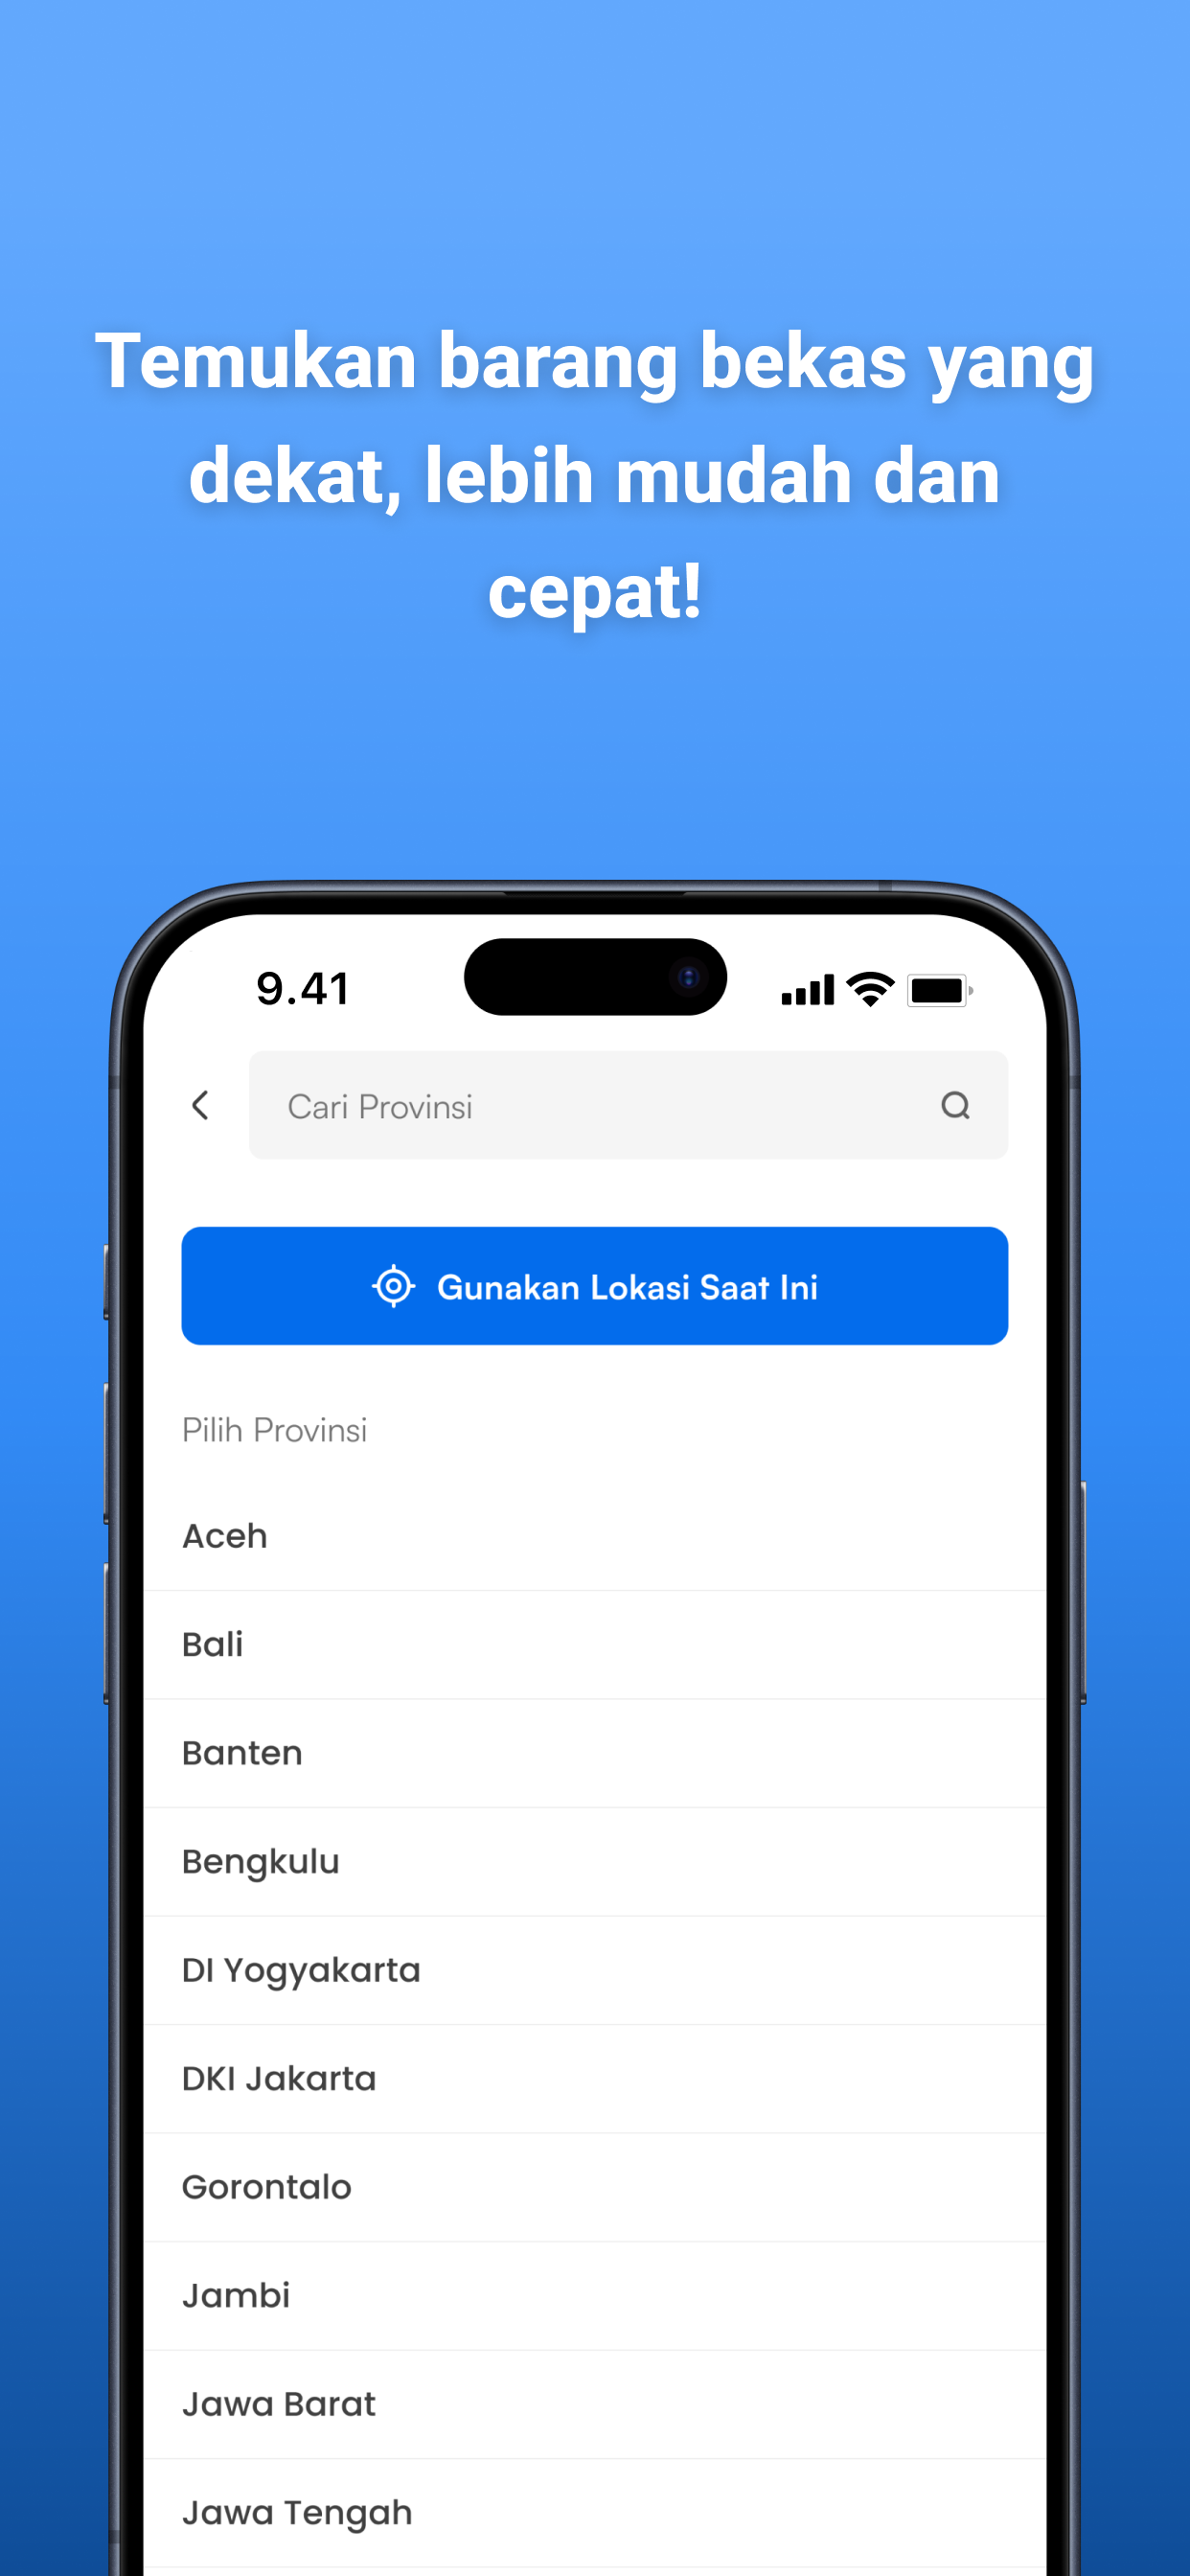 Temukan barang bekas yang
dekat, lebih mudah dan
cepat!
9.41
Cari Provinsi
Gunakan Lokasi Saat Ini
Pilih Provinsi
Aceh
Bali
Banten
Bengkulu
DI Yogyakarta
DKI Jakarta
Gorontalo
Jambi
Jawa Barat
Jawa Tengah